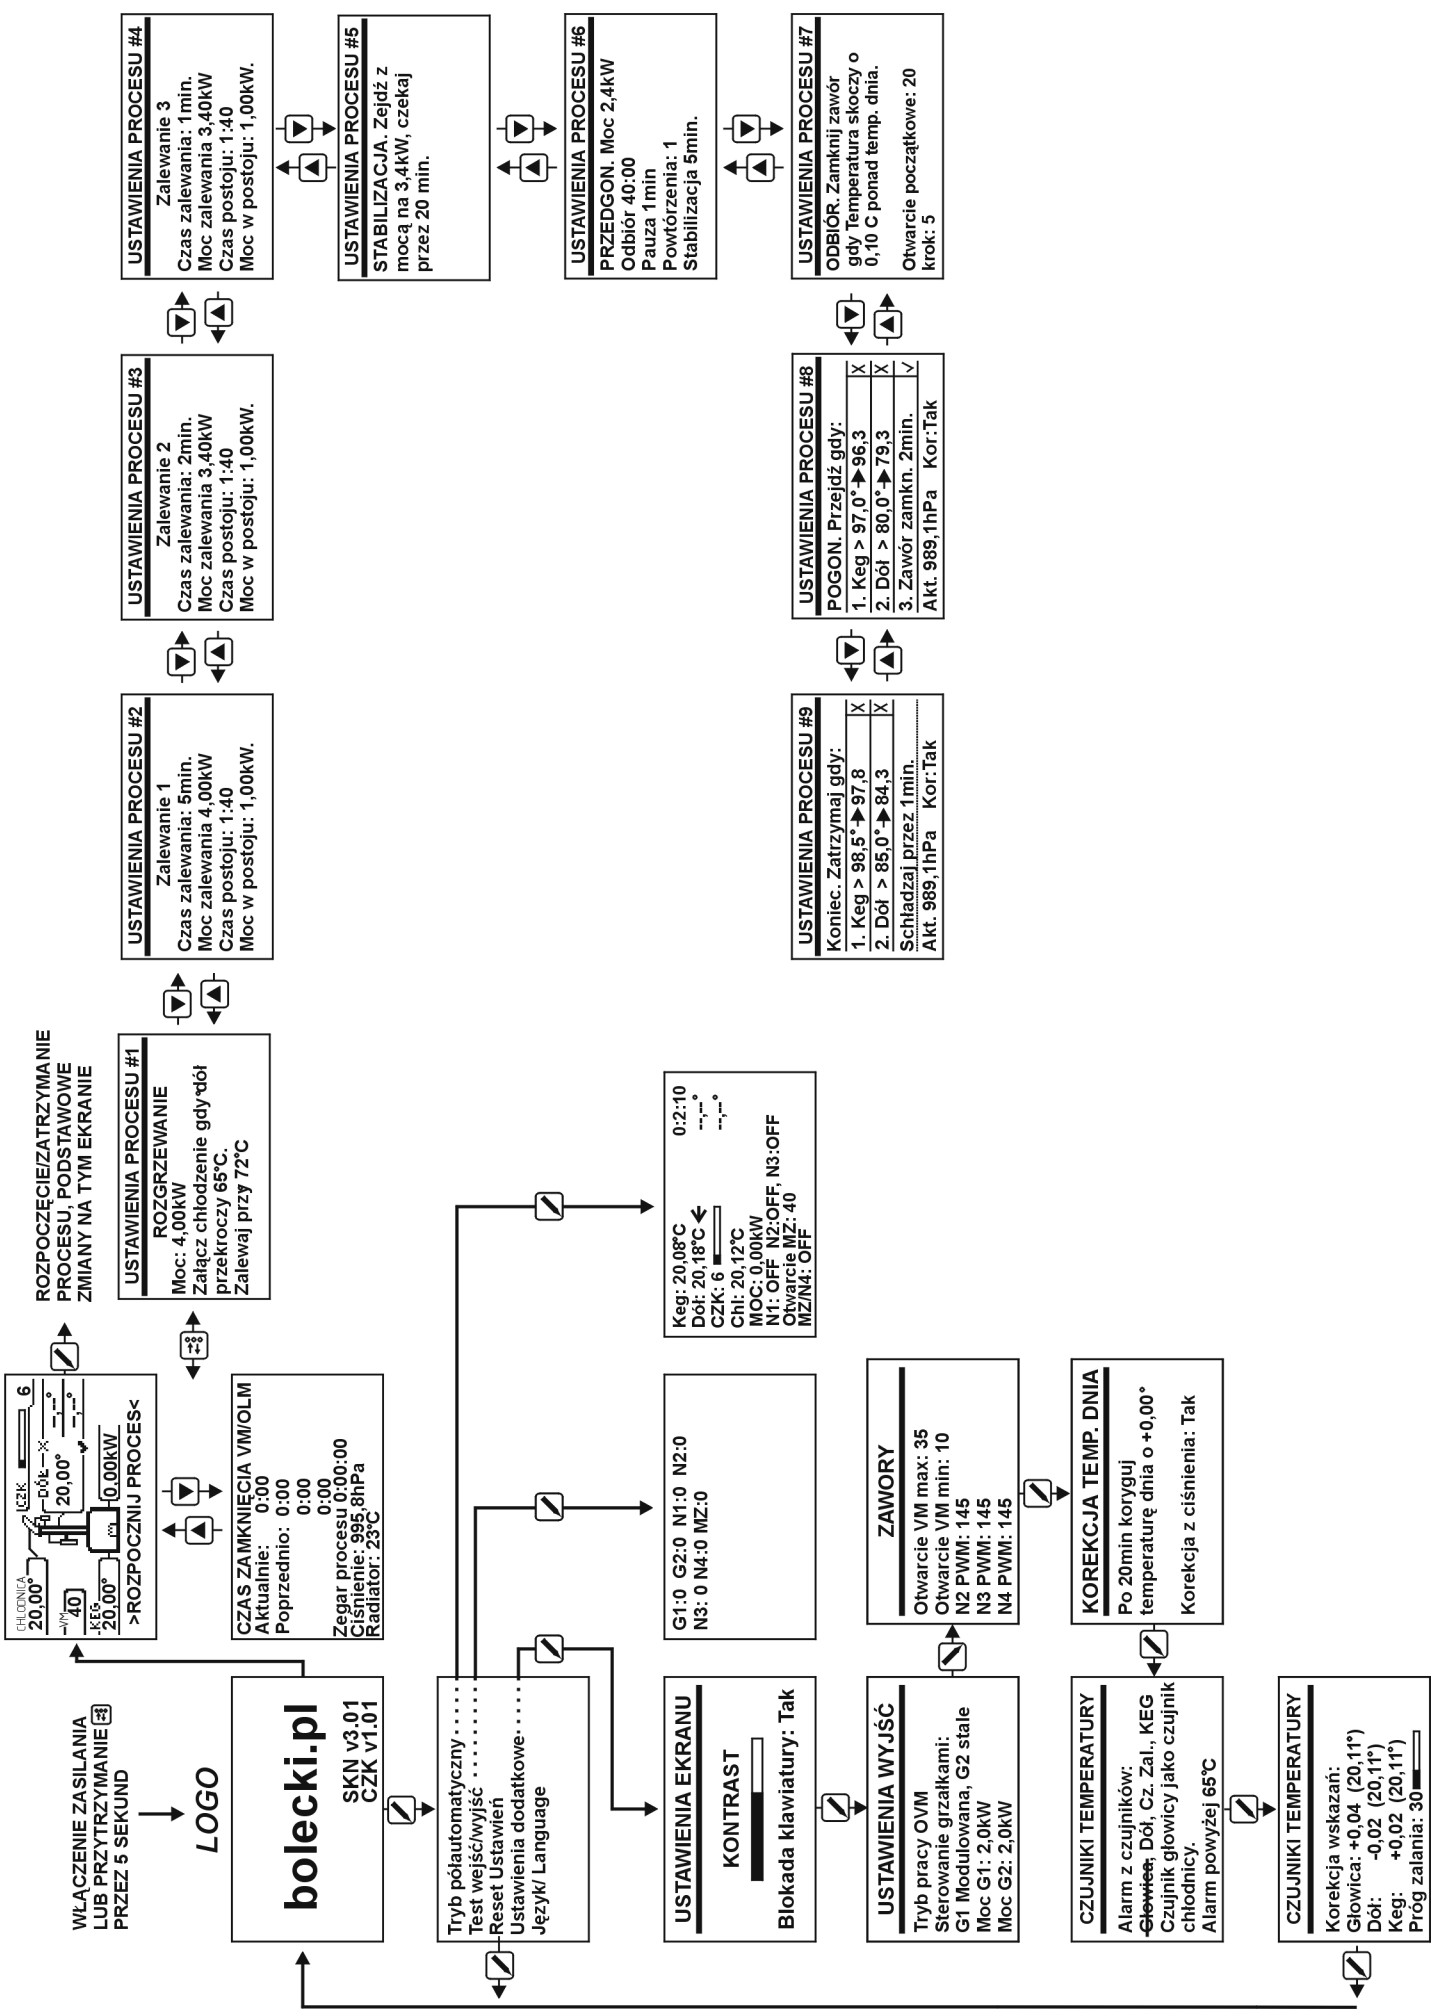 WŁĄCZENIE ZASILANIA
LUB PRZYTRZYMANIE
PRZEZ 5 SEKUND
LOGO
bolecki.pl
SKN v3.01
CZK v1.01
CHŁODNICA
20,00°
VM
40
KEG
20,00°
CZK 6
DÓŁ X --,--°
20,00° --,--°
0.00kW
>ROZPOCZNIJ PROCES<
ROZPOCZĘCIE/ZATRZYMANIE
PROCESU, PODSTAWOWE
ZMIANY NA TYM EKRANIE
CZAS ZAMKNIĘCIA VM/OLM
Aktualne: 0:00
Poprzednio: 0:00
0:00
0:00
Zegar procesu 0:00:00
Ciśnienie: 995,8hPa
Radiator: 23°C
USTAWIENIA PROCESU #1
ROZGRZEWANIE
Moc: 4,00kW
Załącz chłodzenie gdy°dół
przekroczy 65°C.
Zalewaj przy 72°C
USTAWIENIA PROCESU #2
Zalewanie 1
Czas zalewania: 5min.
Moc zalewania 4,00kW
Czas postoju: 1:40
Moc w postoju: 1,00kW.
USTAWIENIA PROCESU #3
Zalewanie 2
Czas zalewania: 2min.
Moc zalewania 3,40kW
Czas postoju: 1:40
Moc w postoju: 1,00kW.
USTAWIENIA PROCESU #4
Zalewanie 3
Czas zalewania: 1min.
Moc zalewania 3,40kW
Czas postoju: 1:40
Moc w postoju: 1,00kW.
USTAWIENIA PROCESU #5
STABILIZACJA. Zejdź z
mocą na 3,4kW, czekaj
przez 20 min.
USTAWIENIA PROCESU #6
PRZEDGON. Moc 2,4kW
Odbiór 40:00
Pauza 1min
Powtórzenia: 1
Stabilizacja 5min.
USTAWIENIA PROCESU #7
ODBIÓR. Zamknij zawór
gdy Temperatura skoczy o
0,10 C ponad temp. dnia.
Otwarcie początkowe: 20
krok: 5
USTAWIENIA PROCESU #8
POGON. Przejdź gdy:
1. Keg > 97,0°→96,3 X
2. Dół > 80,0°→79,3 X
3. Zawór zamkn. 2min. √
Akt. 989,1hPa Kor:Tak
USTAWIENIA PROCESU #9
Koniec. Zatrzymaj gdy:
1. Keg > 98,5°→97,8 X
2. Dół > 85,0°→84,3 X
Schładzaj przez 1min.
Akt. 989,1hPa Kor:Tak
Tryb półautomatyczny.....
Test wejść/wyjść.........
Reset Ustawień
Ustawienia dodatkowe.....
Język/ Language
Keg: 20,08°C 0:2:10
Dół: 20,18°C --,--°
CZK: 6 --,--°
Chl: 20,12°C
MOC: 0,00kW
N1: OFF N2:OFF, N3:OFF
Otwarcie MZ: 40
MZ/N4: OFF
G1:0 G2:0 N1:0 N2:0
N3: 0 N4:0 MZ:0
USTAWIENIA EKRANU
KONTRAST
Blokada klawiatury: Tak
USTAWIENIA WYJŚĆ
Tryb pracy OVM
Sterowanie grzałkami:
G1 Modulowana, G2 stale
Moc G1: 2,0kW
Moc G2: 2,0kW
ZAWORY
Otwarcie VM max: 35
Otwarcie VM min: 10
N2 PWM: 145
N3 PWM: 145
N4 PWM: 145
KOREKCJA TEMP. DNIA
Po 20min koryguj
temperaturę dnia o +0,00°
Korekcja z ciśnienia: Tak
CZUJNIKI TEMPERATURY
Alarm z czujników:
Głowica, Dół, Cz. Zal., KEG
Czujnik głowicy jako czujnik
chłodnicy.
Alarm powyżej 65°C
CZUJNIKI TEMPERATURY
Korekcja wskazań:
Głowica: +0,04 (20,11°)
Dół: -0,02 (20,11°)
Keg: +0,02 (20,11°)
Próg zalania: 30